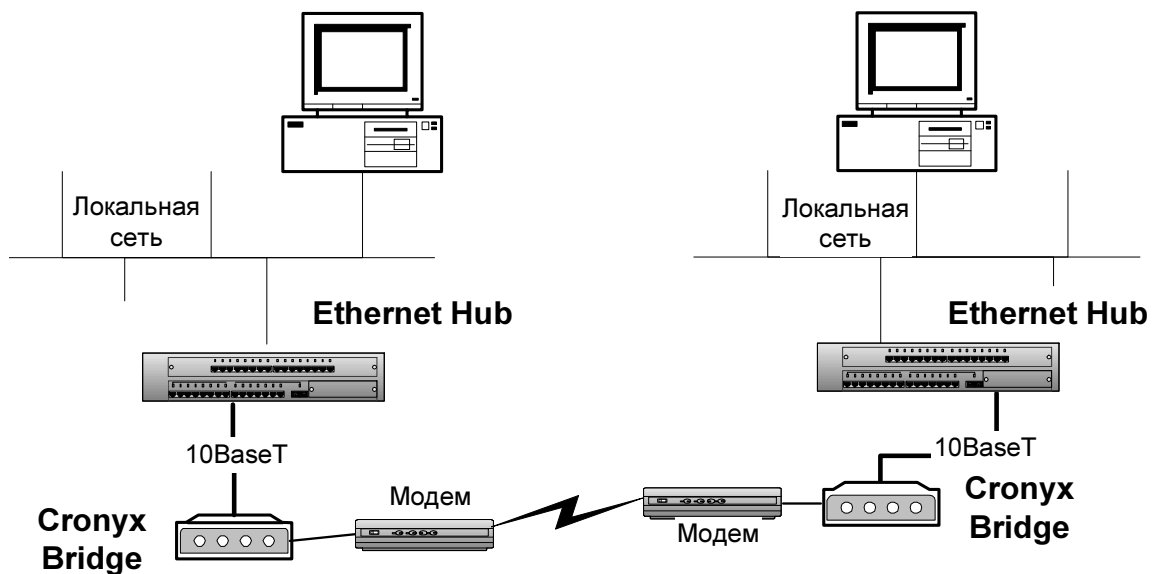 Локальная
сеть
Локальная
сеть
Ethernet Hub
Ethernet Hub
10BaseT
10BaseT
Модем
Cronyx
Bridge
Модем
Cronyx
Bridge